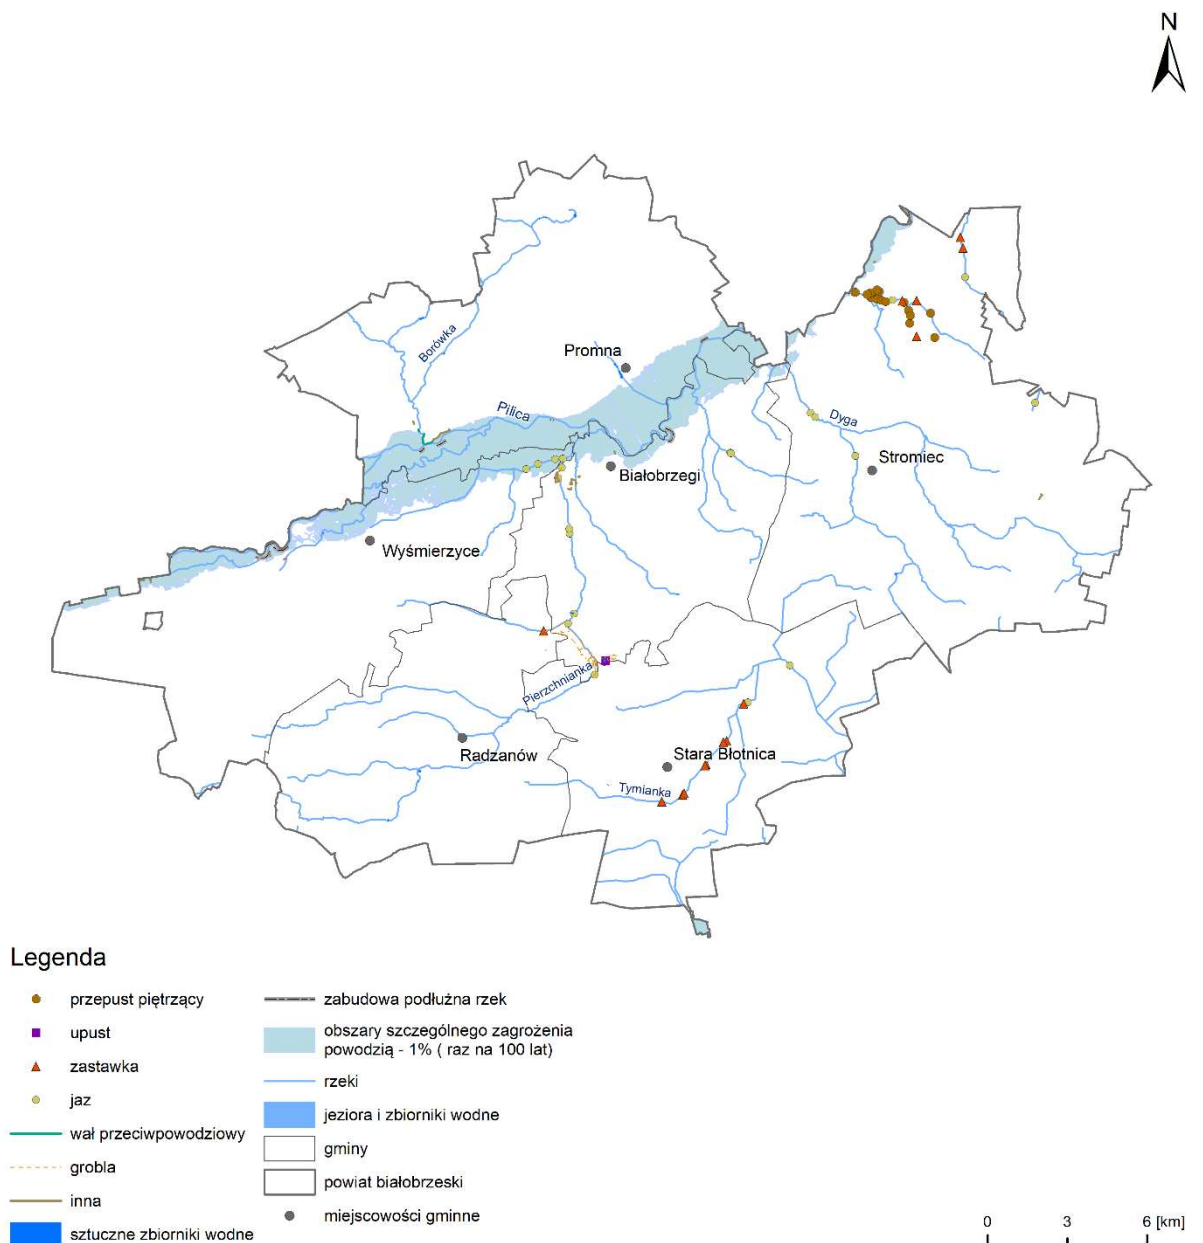 N
Borówka
Promna
Pilica
Dyga
Stromiec
Białobrzegi
Wyśmierzyce
Pierzchnianka
Radzanów
Stara Błotnica
Tymianka
Legenda
przepust piętrzący
upust
zastawka
jaz
wał przeciwpowodziowy
grobla
inna
sztuczne zbiorniki wodne
zabudowa podłużna rzek
obszary szczególnego zagrożenia
powodzią - 1% ( raz na 100 lat)
rzeki
jeziora i zbiorniki wodne
gminy
powiat białobrzeski
miejscowości gminne
0 3 6 [km]